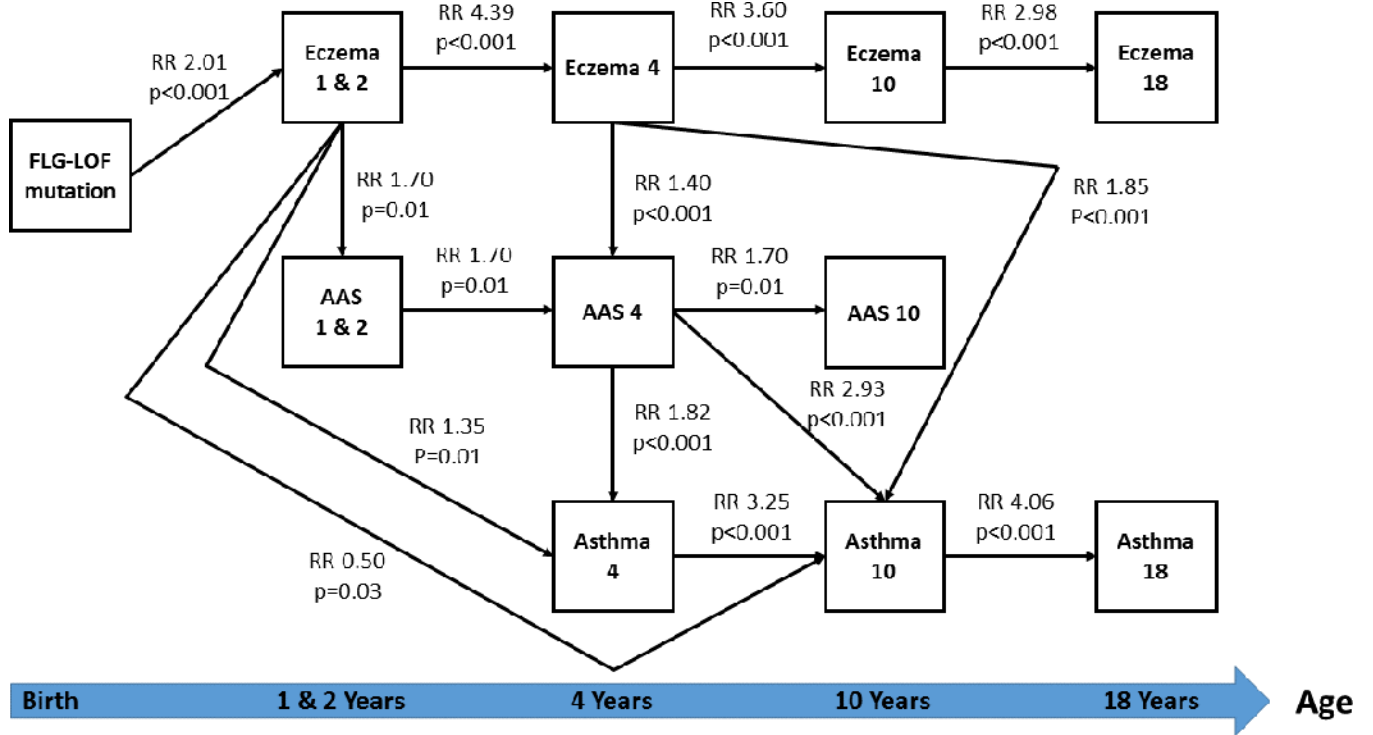 RR 4.39
p<0.001
RR 3.60
p<0.001
RR 2.98
p<0.001
RR 2.01
p<0.001
Eczema
1 & 2
Eczema 4
Eczema
10
Eczema
18
FLG-LOF
mutation
RR 1.70
p=0.01
RR 1.40
p<0.001
RR 1.85
P<0.001
RR 1.70
p=0.01
RR 1.70
p=0.01
AAS
1 & 2
AAS 4
AAS 10
RR 2.93
p<0.001
RR 1.35
P=0.01
RR 1.82
p<0.001
RR 3.25
p<0.001
RR 4.06
p<0.001
RR 0.50
p=0.03
Asthma
4
Asthma
10
Asthma
18
Birth
1 & 2 Years
4 Years
10 Years
18 Years
Age